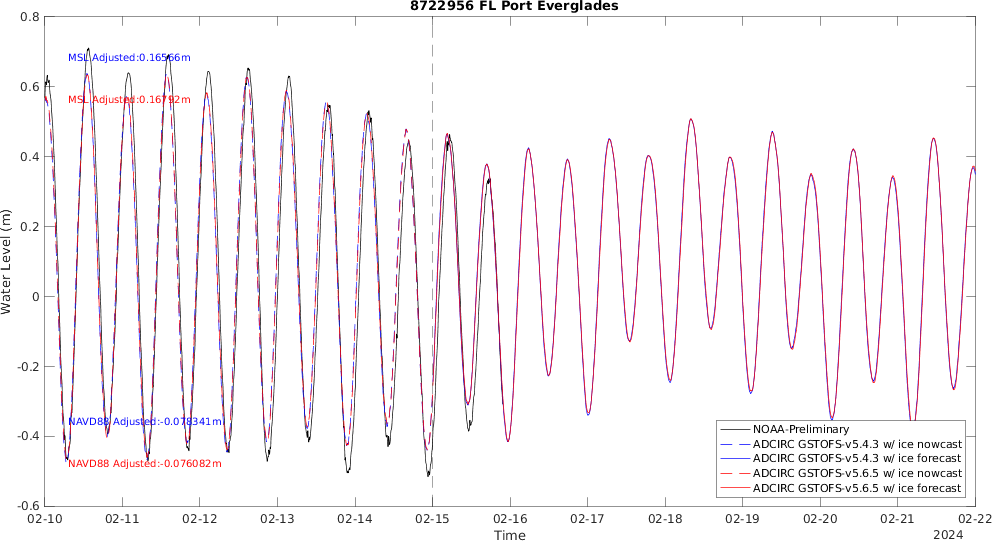 8722956 FL Port Everglades
0.8
0.6
0.4
0.2
0
-0.2
-0.4
-0.6
Water Level (m)
MSL Adjusted:0.16566m
MSL Adjusted:0.16792m
NAVD88 Adjusted:-0.078341m
NAVD88 Adjusted:-0.076082m
NOAA-Preliminary
ADCIRC GSTOFS-v5.4.3 w/ ice nowcast
ADCIRC GSTOFS-v5.4.3 w/ ice forecast
ADCIRC GSTOFS-v5.6.5 w/ ice nowcast
ADCIRC GSTOFS-v5.6.5 w/ ice forecast
02-10 02-11 02-12 02-13 02-14 02-15 02-16 02-17 02-18 02-19 02-20 02-21 02-22
Time
2024